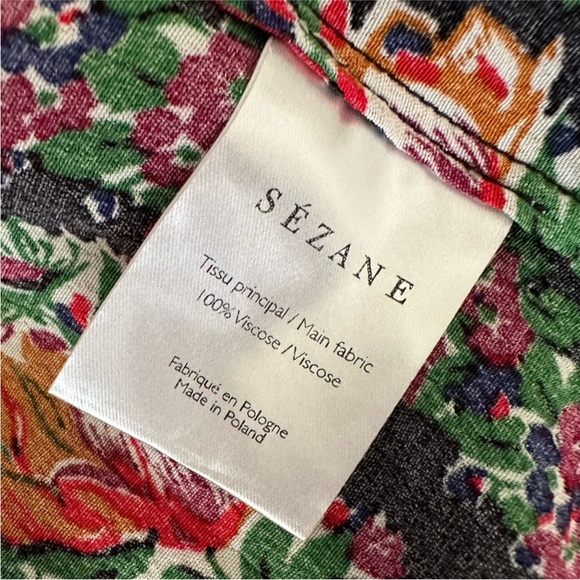 SÉZANE
Tissu principal / Main fabric
100% Viscose /Viscose
Fabriqué en Pologne
Made in Poland